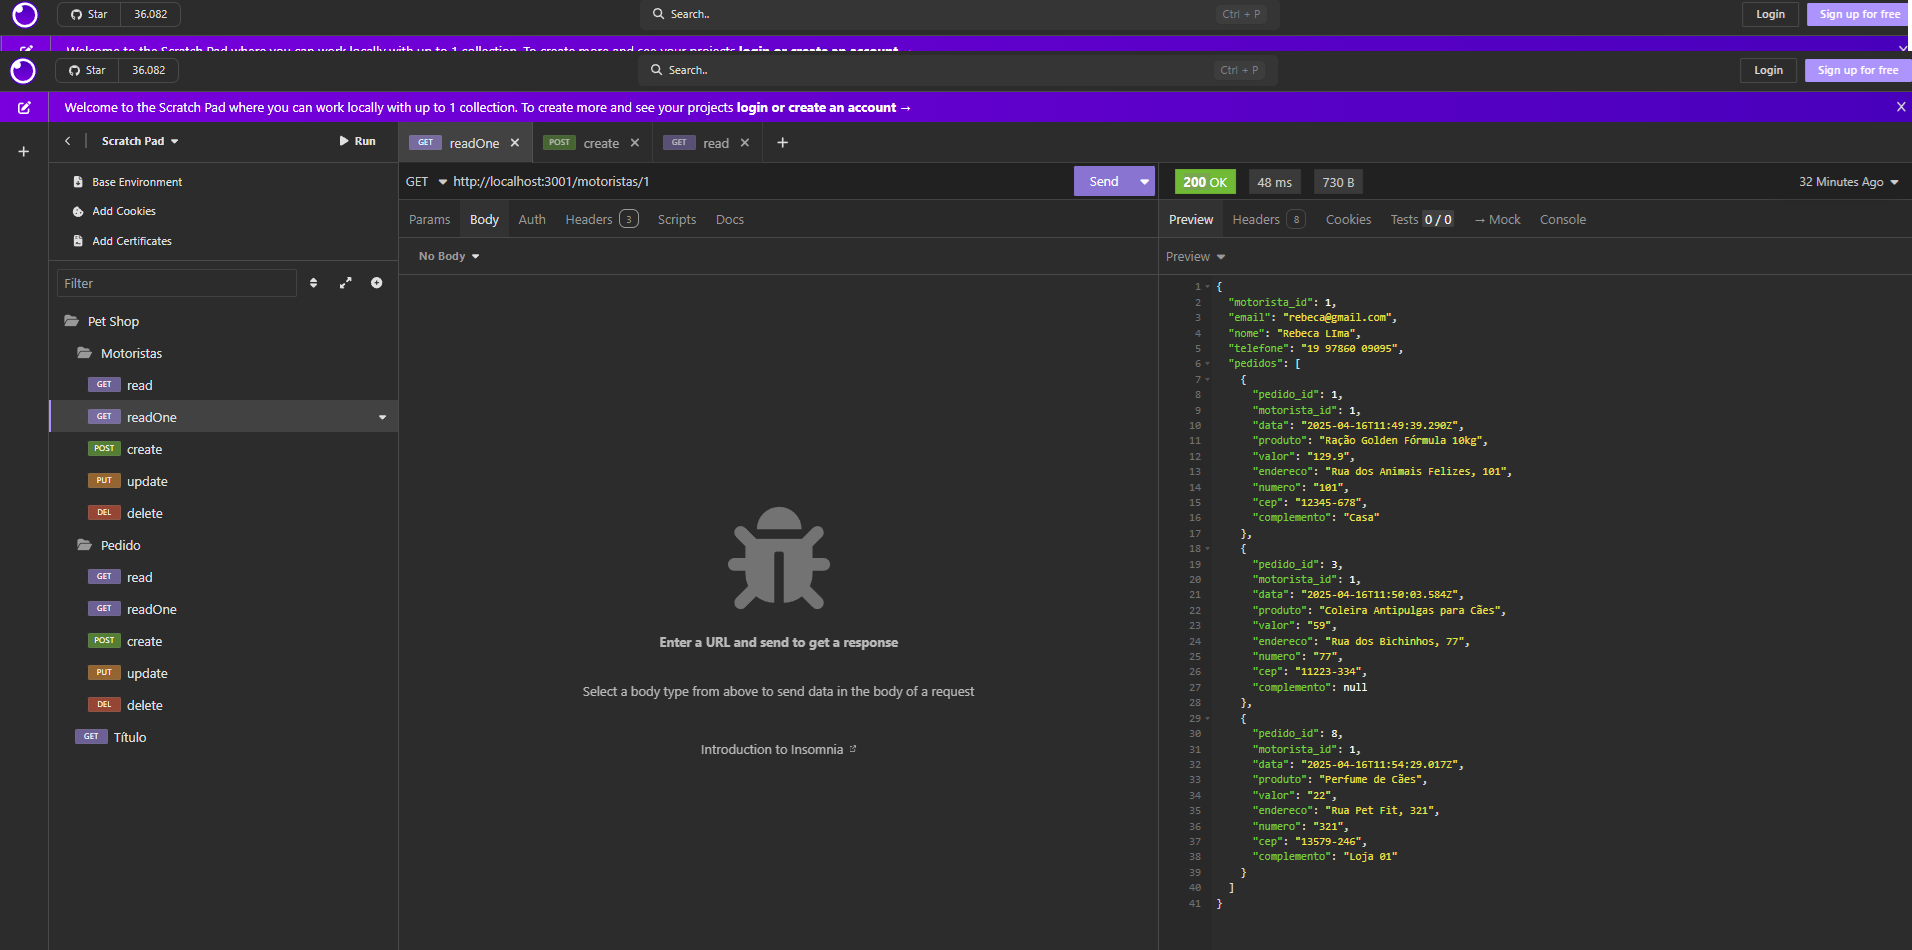 Star 36.082 Search.. Ctrl + P Login Sign up for free
Welcome to the Scratch Pad where you can work locally with up to 1 collection. To create more and see your projects login or create an account →
Star 36.082 Search.. Ctrl + P Login Sign up for free
Welcome to the Scratch Pad where you can work locally with up to 1 collection. To create more and see your projects login or create an account →
Scratch Pad Run
Base Environment
Add Cookies
Add Certificates
Filter
Pet Shop
Motoristas
GET read
GET readOne
POST create
PUT update
DEL delete
Pedido
GET read
GET readOne
POST create
PUT update
DEL delete
GET Título
GET readOne POST create GET read
GET http://localhost:3001/motoristas/1 Send
Params Body Auth Headers 3 Scripts Docs
No Body
Enter a URL and send to get a response
Select a body type from above to send data in the body of a request
Introduction to Insomnia
200 OK 48 ms 730 B 32 Minutes Ago
Preview Headers 8 Cookies Tests 0 / 0 → Mock Console
Preview
1 {
2 "motorista_id": 1,
3 "email": "rebeca@gmail.com",
4 "nome": "Rebeca LIma",
5 "telefone": "19 97860 09095",
6 "pedidos": [
7 {
8 "pedido_id": 1,
9 "motorista_id": 1,
10 "data": "2025-04-16T11:49:39.290Z",
11 "produto": "Ração Golden Fórmula 10kg",
12 "valor": "129.9",
13 "endereco": "Rua dos Animais Felizes, 101",
14 "numero": "101",
15 "cep": "12345-678",
16 "complemento": "Casa"
17 },
18 {
19 "pedido_id": 3,
20 "motorista_id": 1,
21 "data": "2025-04-16T11:50:03.584Z",
22 "produto": "Coleira Antipulgas para Cães",
23 "valor": "59",
24 "endereco": "Rua dos Bichinhos, 77",
25 "numero": "77",
26 "cep": "11223-334",
27 "complemento": null
28 },
29 {
30 "pedido_id": 8,
31 "motorista_id": 1,
32 "data": "2025-04-16T11:54:29.017Z",
33 "produto": "Perfume de Cães",
34 "valor": "22",
35 "endereco": "Rua Pet Fit, 321",
36 "numero": "321",
37 "cep": "13579-246",
38 "complemento": "Loja 01"
39 }
40 ]
41 }